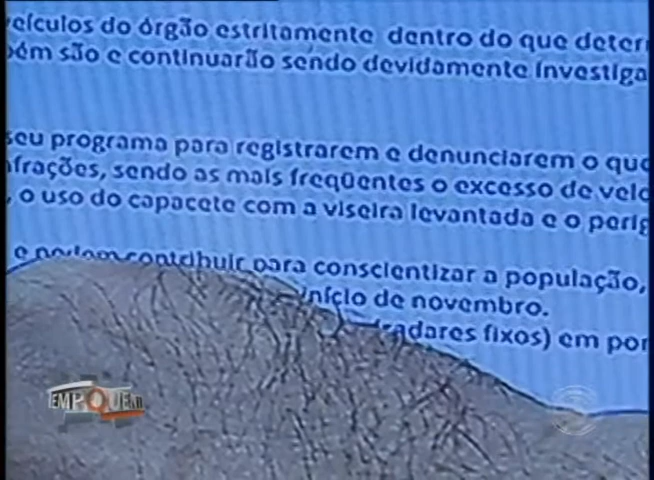 veículos do órgão estritamente dentro do que deter
bém são e continuarão sendo devidamente investiga
seu programa para registrarem e denunciarem o que
nfrações, sendo as mais freqüentes o excesso de velo
, o uso do capacete com a viseira levantada e o perig
e podem contribuir para conscientizar a população,
início de novembro.
(radares fixos) em por